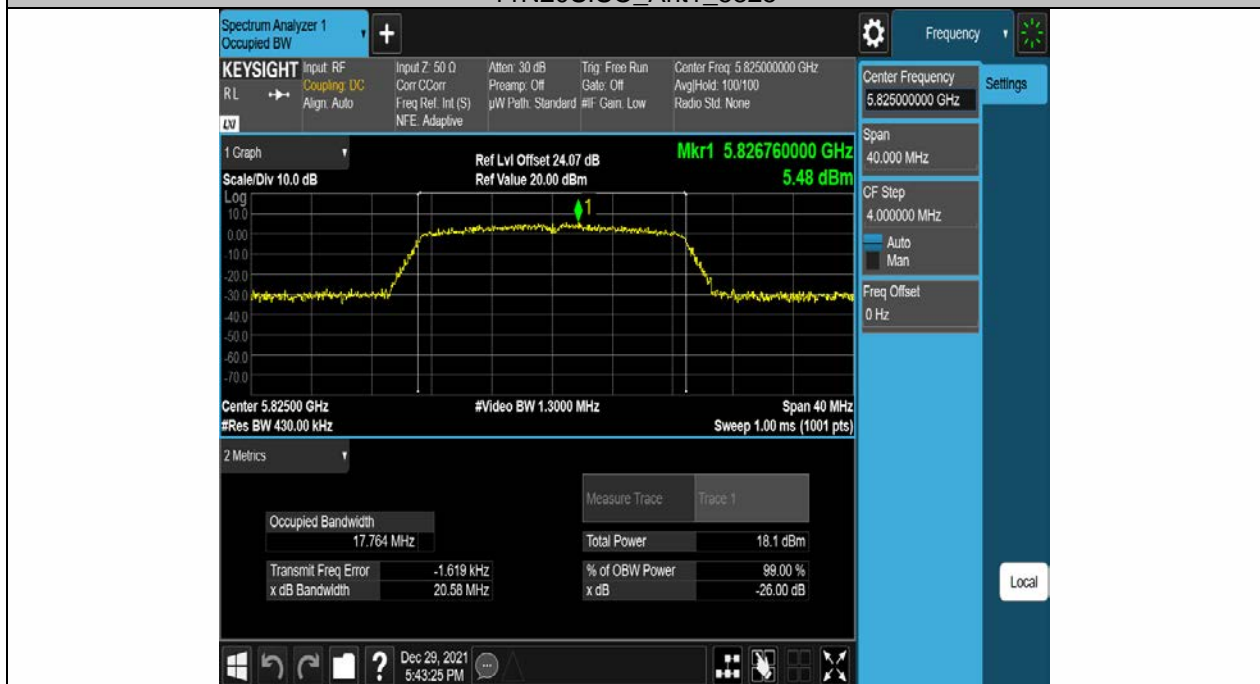 Spectrum Analyzer 1
Occupied BW
+
Frequency
KEYSIGHT
RL
LXI
Input: RF
Coupling: DC
Align: Auto
Input Z: 50 Ω
Corr CCorr
Freq Ref: Int (S)
NFE: Adaptive
Atten: 30 dB
Preamp: Off
µW Path: Standard
Trig: Free Run
Gate: Off
#IF Gain: Low
Center Freq: 5.825000000 GHz
Avg|Hold: 100/100
Radio Std: None
Center Frequency
5.825000000 GHz
Settings
Span
40.000 MHz
CF Step
4.000000 MHz
Auto
Man
Freq Offset
0 Hz
1 Graph
Scale/Div 10.0 dB
Ref Lvl Offset 24.07 dB
Ref Value 20.00 dBm
Mkr1 5.826760000 GHz
5.48 dBm
Log
10.0
0.00
-10.0
-20.0
-30.0
-40.0
-50.0
-60.0
-70.0
1
Center 5.82500 GHz
#Res BW 430.00 kHz
#Video BW 1.3000 MHz
Span 40 MHz
Sweep 1.00 ms (1001 pts)
2 Metrics
Measure Trace Trace 1
Occupied Bandwidth
17.764 MHz
Total Power 18.1 dBm
Transmit Freq Error -1.619 kHz
% of OBW Power 99.00 %
x dB Bandwidth 20.58 MHz
x dB -26.00 dB
Local
?
Dec 29, 2021
5:43:25 PM